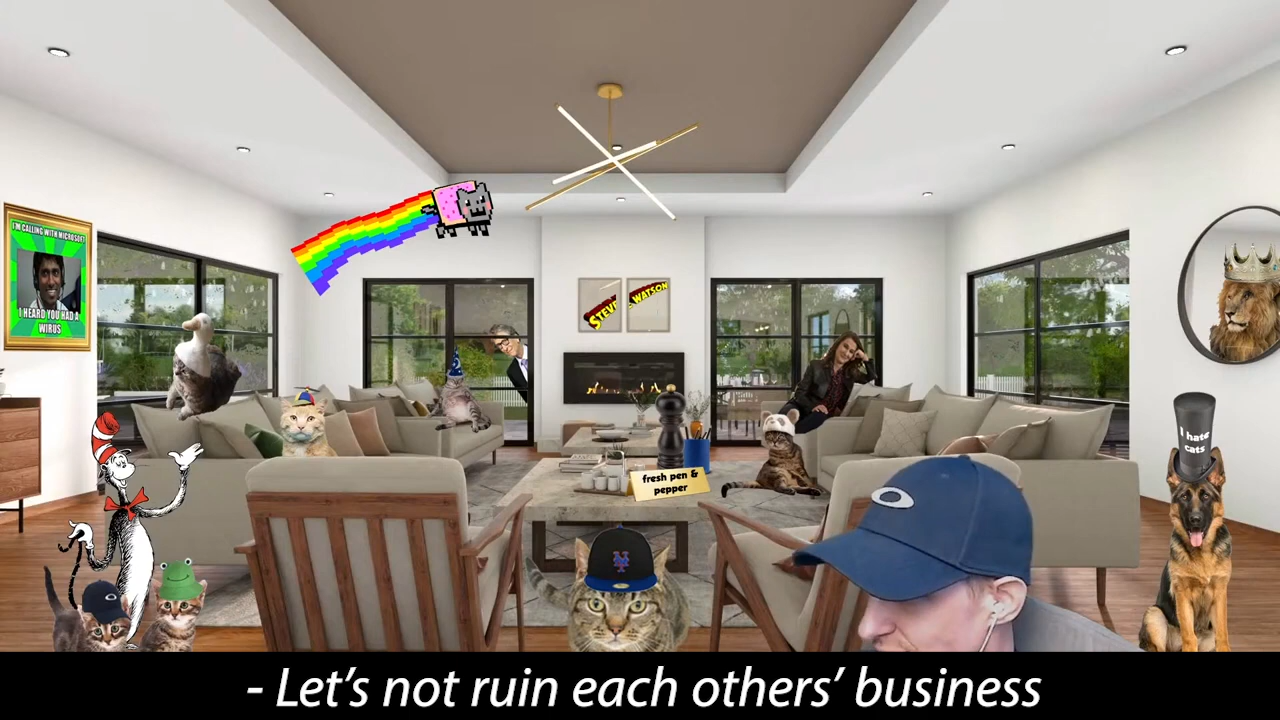 I'M CALLING WITH MICROSOFT
I HEARD YOU HAD A
WIRUS
STEVE
WATSON
fresh pen &
pepper
I hate
cats
- Let's not ruin each others' business